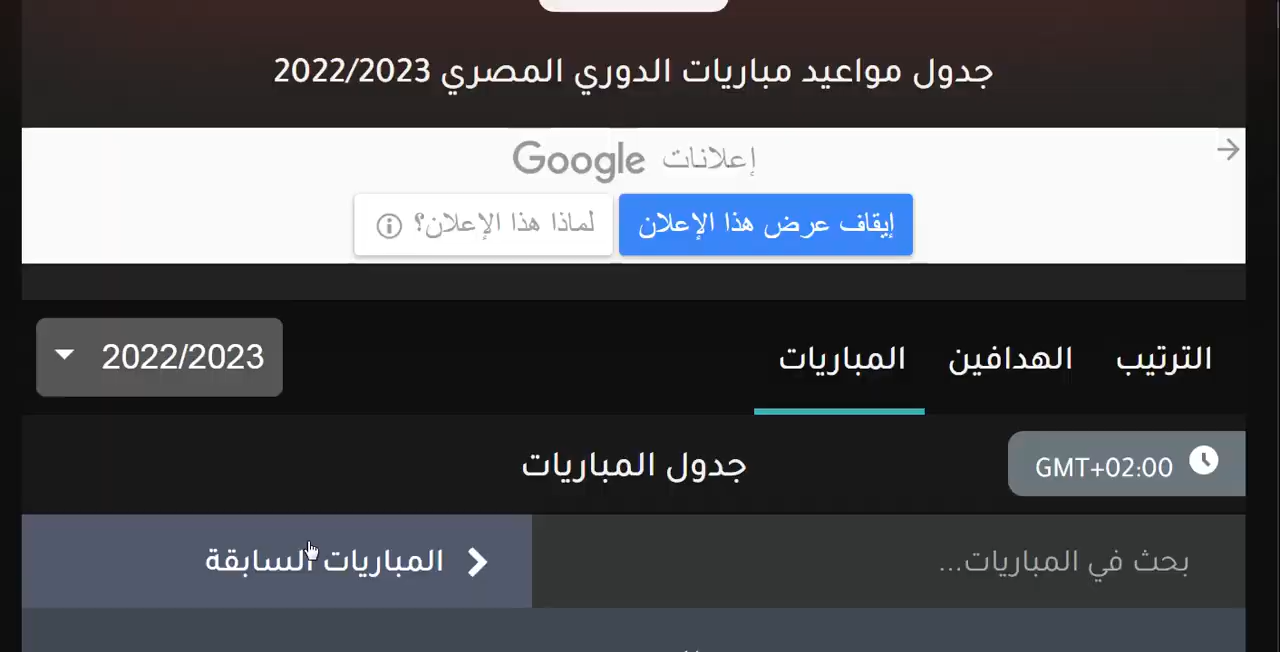 جدول مواعيد مباريات الدوري المصري 2022/2023
إعلانات Google
إيقاف عرض هذا الإعلان
لماذا هذا الإعلان؟
الترتيب
الهدافين
المباريات
2022/2023
GMT+02:00
جدول المباريات
بحث في المباريات...
المباريات السابقة